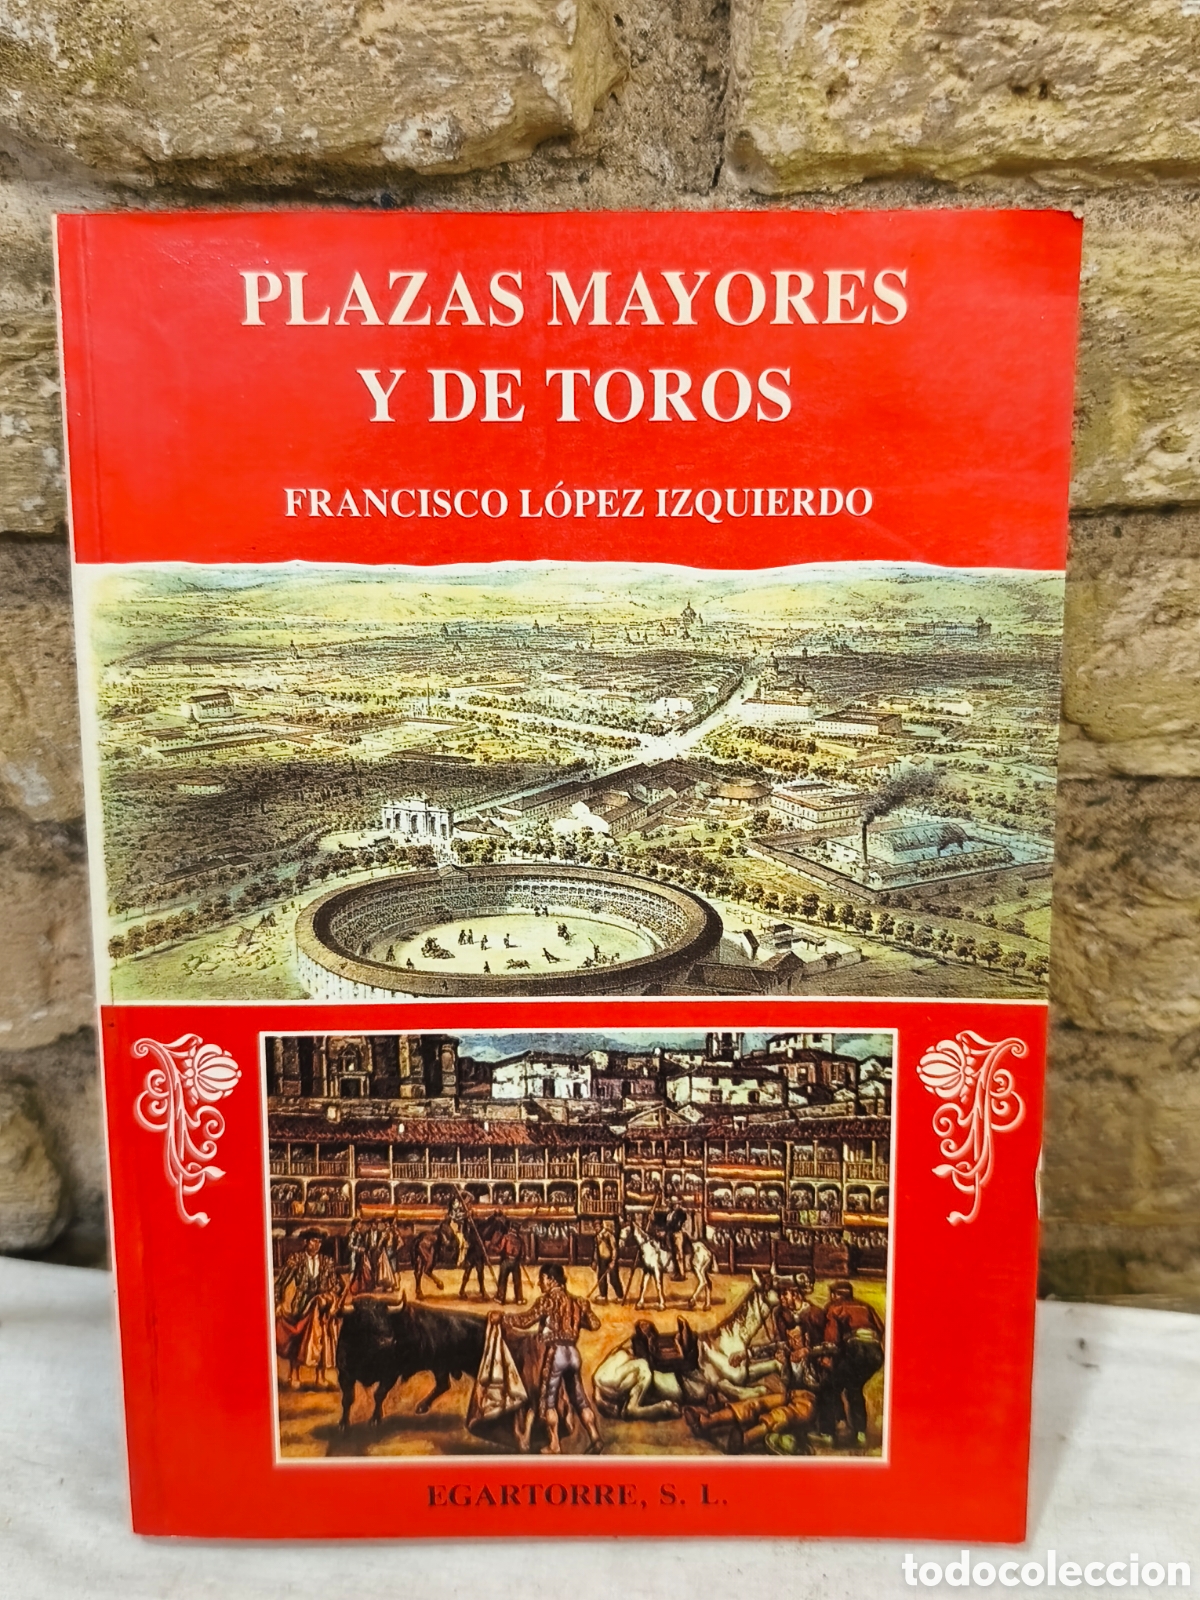 PLAZAS MAYORES
Y DE TOROS
FRANCISCO LÓPEZ IZQUIERDO
EGARTORRE, S. L.
todocoleccion